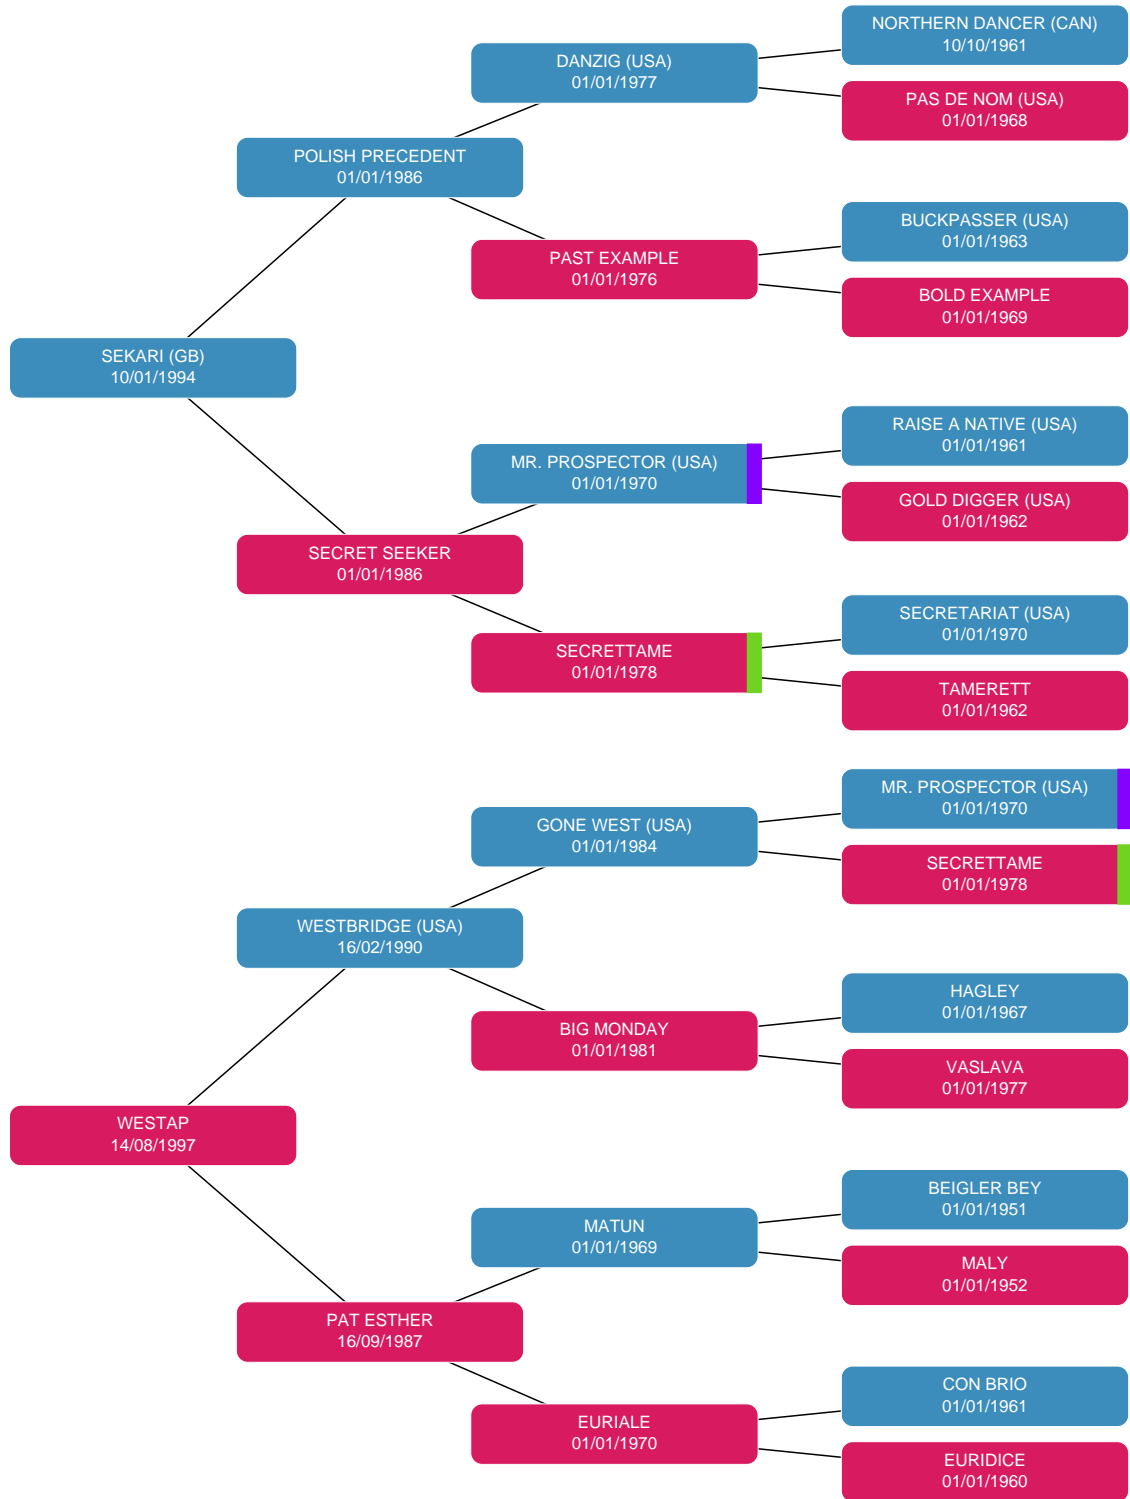 NORTHERN DANCER (CAN)
10/10/1961
DANZIG (USA)
01/01/1977
PAS DE NOM (USA)
01/01/1968
POLISH PRECEDENT
01/01/1986
BUCKPASSER (USA)
01/01/1963
PAST EXAMPLE
01/01/1976
BOLD EXAMPLE
01/01/1969
SEKARI (GB)
10/01/1994
RAISE A NATIVE (USA)
01/01/1961
MR. PROSPECTOR (USA)
01/01/1970
GOLD DIGGER (USA)
01/01/1962
SECRET SEEKER
01/01/1986
SECRETARIAT (USA)
01/01/1970
SECRETTAME
01/01/1978
TAMERETT
01/01/1962
MR. PROSPECTOR (USA)
01/01/1970
GONE WEST (USA)
01/01/1984
SECRETTAME
01/01/1978
WESTBRIDGE (USA)
16/02/1990
HAGLEY
01/01/1967
BIG MONDAY
01/01/1981
VASLAVA
01/01/1977
WESTAP
14/08/1997
BEIGLER BEY
01/01/1951
MATUN
01/01/1969
MALY
01/01/1952
PAT ESTHER
16/09/1987
CON BRIO
01/01/1961
EURIALE
01/01/1970
EURIDICE
01/01/1960